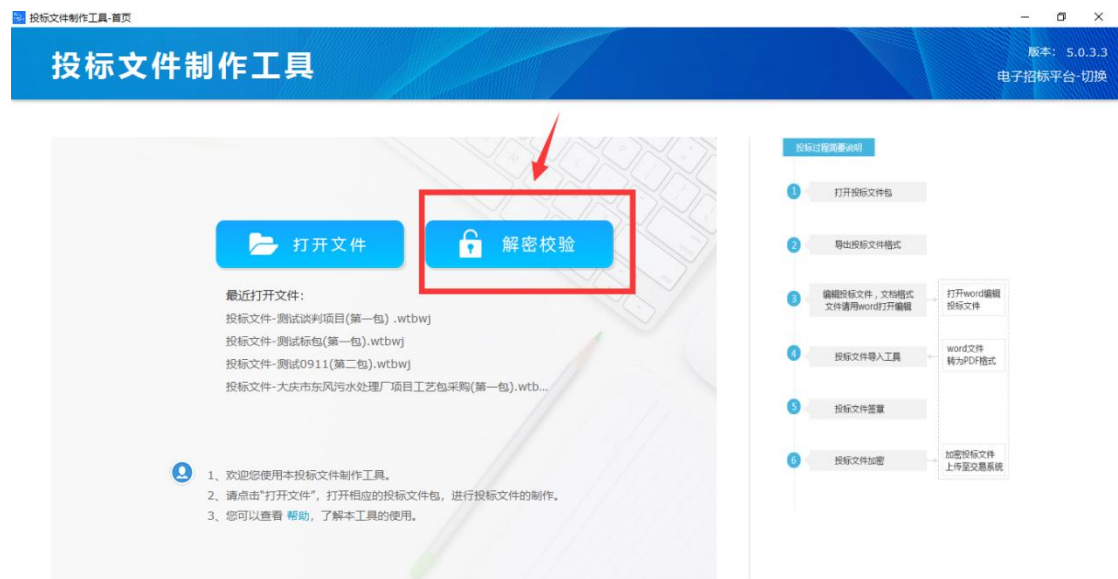 投标文件制作工具-首页
投标文件制作工具
版本: 5.0.3.3
电子招标平台-切换
打开文件
解密校验
最近打开文件:
投标文件-测试谈判项目(第一包) .wtbwj
投标文件-测试标包(第一包).wtbwj
投标文件-测试0911(第二包).wtbwj
投标文件-大庆市东风污水处理厂项目工艺包采购(第一包).wtb...
1、欢迎您使用本投标文件制作工具。
2、请点击"打开文件"，打开相应的投标文件包，进行投标文件的制作。
3、您可以查看 帮助，了解本工具的使用。
投标过程简要说明
1 打开投标文件包
2 导出投标文件格式
3 编辑投标文件，文档格式
文件请用word打开编辑
打开word编辑
投标文件
4 投标文件导入工具
word文件
转为PDF格式
5 投标文件签章
6 投标文件加密
加密投标文件
上传至交易系统